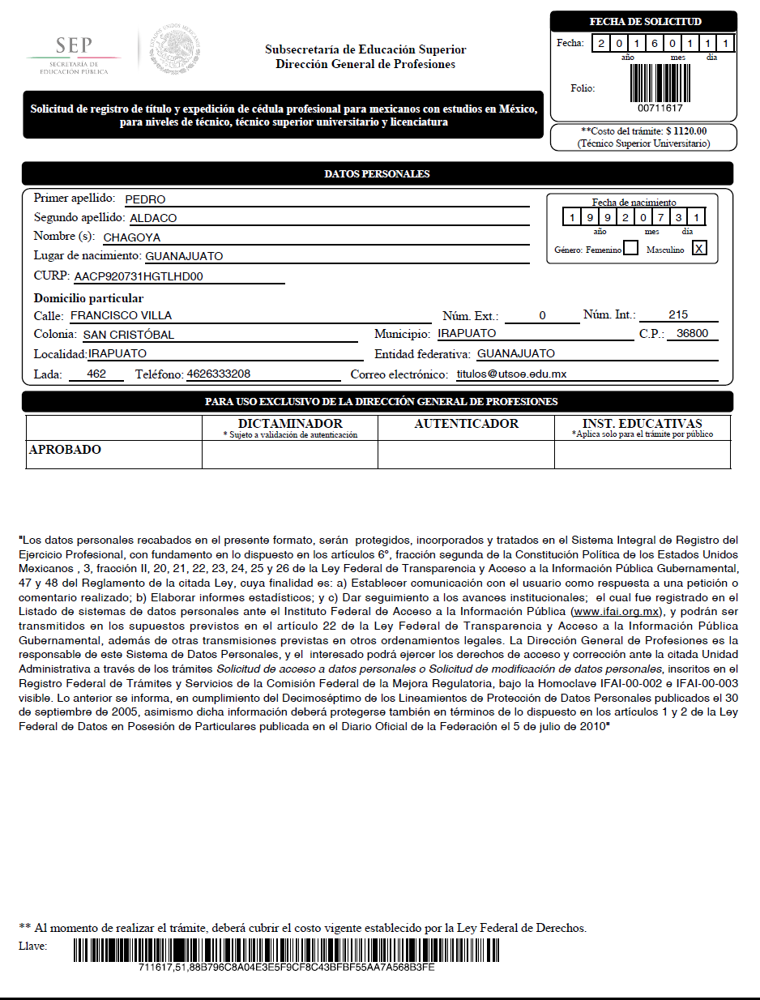 SEP
SECRETARÍA DE
EDUCACIÓN PÚBLICA
ESTADOS UNIDOS MEXICANOS
Subsecretaría de Educación Superior
Dirección General de Profesiones
FECHA DE SOLICITUD
Fecha: 2 0 1 6 0 1 1 1
año mes día
Folio:
00711617
Solicitud de registro de título y expedición de cédula profesional para mexicanos con estudios en México,
para niveles de técnico, técnico superior universitario y licenciatura
**Costo del trámite: $ 1120.00
(Técnico Superior Universitario)
DATOS PERSONALES
Primer apellido: PEDRO
Segundo apellido: ALDACO
Nombre (s): CHAGOYA
Lugar de nacimiento: GUANAJUATO
CURP: AACP920731HGTLHD00
Fecha de nacimiento
1 9 9 2 0 7 3 1
año mes día
Género: Femenino Masculino X
Domicilio particular
Calle: FRANCISCO VILLA Núm. Ext.: 0 Núm. Int.: 215
Colonia: SAN CRISTÓBAL Municipio: IRAPUATO C.P.: 36800
Localidad: IRAPUATO Entidad federativa: GUANAJUATO
Lada: 462 Teléfono: 4626333208 Correo electrónico: titulos@utsoe.edu.mx
PARA USO EXCLUSIVO DE LA DIRECCIÓN GENERAL DE PROFESIONES
DICTAMINADOR AUTENTICADOR INST. EDUCATIVAS
* Sujeto a validación de autenticación *Aplica solo para el trámite por público
APROBADO
"Los datos personales recabados en el presente formato, serán protegidos, incorporados y tratados en el Sistema Integral de Registro del
Ejercicio Profesional, con fundamento en lo dispuesto en los artículos 6º, fracción segunda de la Constitución Política de los Estados Unidos
Mexicanos , 3, fracción II, 20, 21, 22, 23, 24, 25 y 26 de la Ley Federal de Transparencia y Acceso a la Información Pública Gubernamental,
47 y 48 del Reglamento de la citada Ley, cuya finalidad es: a) Establecer comunicación con el usuario como respuesta a una petición o
comentario realizado; b) Elaborar informes estadísticos; y c) Dar seguimiento a los avances institucionales; el cual fue registrado en el
Listado de sistemas de datos personales ante el Instituto Federal de Acceso a la Información Pública (www.ifai.org.mx), y podrán ser
transmitidos en los supuestos previstos en el artículo 22 de la Ley Federal de Transparencia y Acceso a la Información Pública
Gubernamental, además de otras transmisiones previstas en otros ordenamientos legales. La Dirección General de Profesiones es la
responsable de este Sistema de Datos Personales, y el interesado podrá ejercer los derechos de acceso y corrección ante la citada Unidad
Administrativa a través de los trámites Solicitud de acceso a datos personales o Solicitud de modificación de datos personales, inscritos en el
Registro Federal de Trámites y Servicios de la Comisión Federal de la Mejora Regulatoria, bajo la Homoclave IFAI-00-002 e IFAI-00-003
visible. Lo anterior se informa, en cumplimiento del Decimoséptimo de los Lineamientos de Protección de Datos Personales publicados el 30
de septiembre de 2005, asimismo dicha información deberá protegerse también en términos de lo dispuesto en los artículos 1 y 2 de la Ley
Federal de Datos en Posesión de Particulares publicada en el Diario Oficial de la Federación el 5 de julio de 2010"
** Al momento de realizar el trámite, deberá cubrir el costo vigente establecido por la Ley Federal de Derechos.
Llave:
711617,51,88B796C8A04E3E5F9CF8C43BFBF55AA7A568B3FE